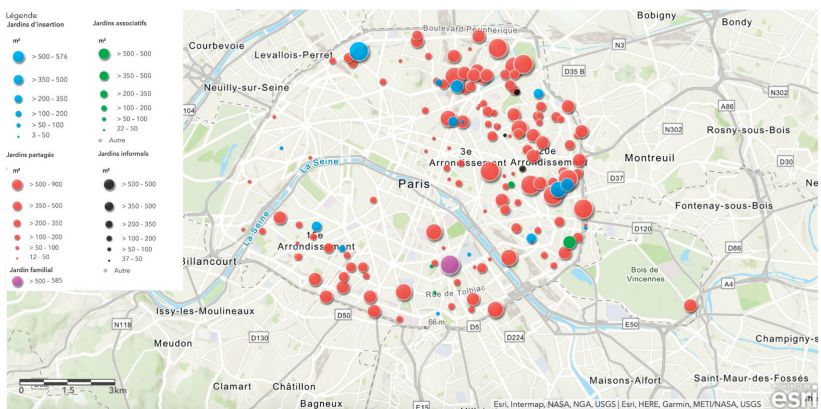 Légende
Jardins d'insertion
m²
> 500 - 576
> 350 - 500
> 200 - 350
> 100 - 200
> 50 - 100
3 - 50
Jardins associatifs
m²
> 500 - 500
> 350 - 500
> 200 - 350
> 100 - 200
> 50 - 100
22 - 50
Autre
Jardins partagés
m²
> 500 - 900
> 350 - 500
> 200 - 350
> 100 - 200
> 50 - 100
12 - 50
Jardins informels
m²
> 500 - 500
> 350 - 500
> 200 - 350
> 100 - 200
> 50 - 100
37 - 50
Autre
Jardin familial
> 500 - 585
Bobigny
Bondy
Boulevard Périphérique
Courbevoie
Levallois-Perret
N3
D35 B
Neuilly-sur-Seine
N302
104
A86
N302
Rosny-sous-Bois
3e
Arrondissement
20e
Arrondissement
Montreuil
D30
La Seine
Paris
D37
Fontenay-sous-Bois
La Seine
D120
15e
Arrondissement
D86
Billancourt
Bois de
Vincennes
A4
Rue de Tolbiac
Issy-les-Moulineaux
D50
66 m
D5
E50
N118
D130
D224
Champigny-s
Meudon
Maisons-Alfort
Saint-Maur-des-Fossés
0 1,5 3km
Clamart
Châtillon
Bagneux
E15
Esri, Intermap, NASA, NGA, USGS | Esri, HERE, Garmin, METI/NASA, USGS
esri